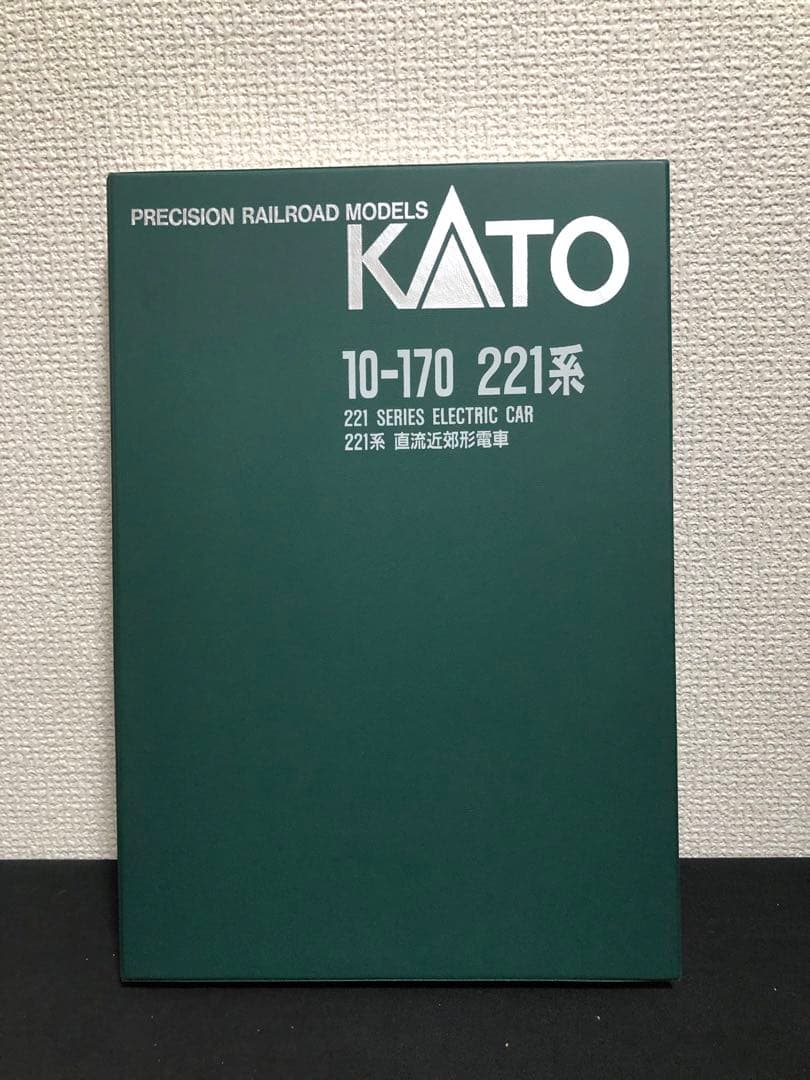 PRECISION RAILROAD MODELS
KATO
10-170 221系
221 SERIES ELECTRIC CAR
221系 直流近郊形電車